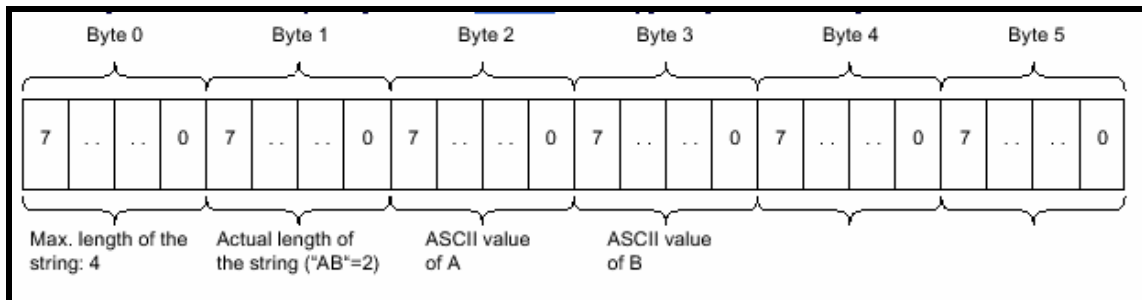 Byte 0 Byte 1 Byte 2 Byte 3 Byte 4 Byte 5
7 .. .. 0 7 .. .. 0 7 .. .. 0 7 .. .. 0 7 .. .. 0 7 .. .. 0
Max. length of the
string: 4
Actual length of
the string ("AB"=2)
ASCII value
of A
ASCII value
of B